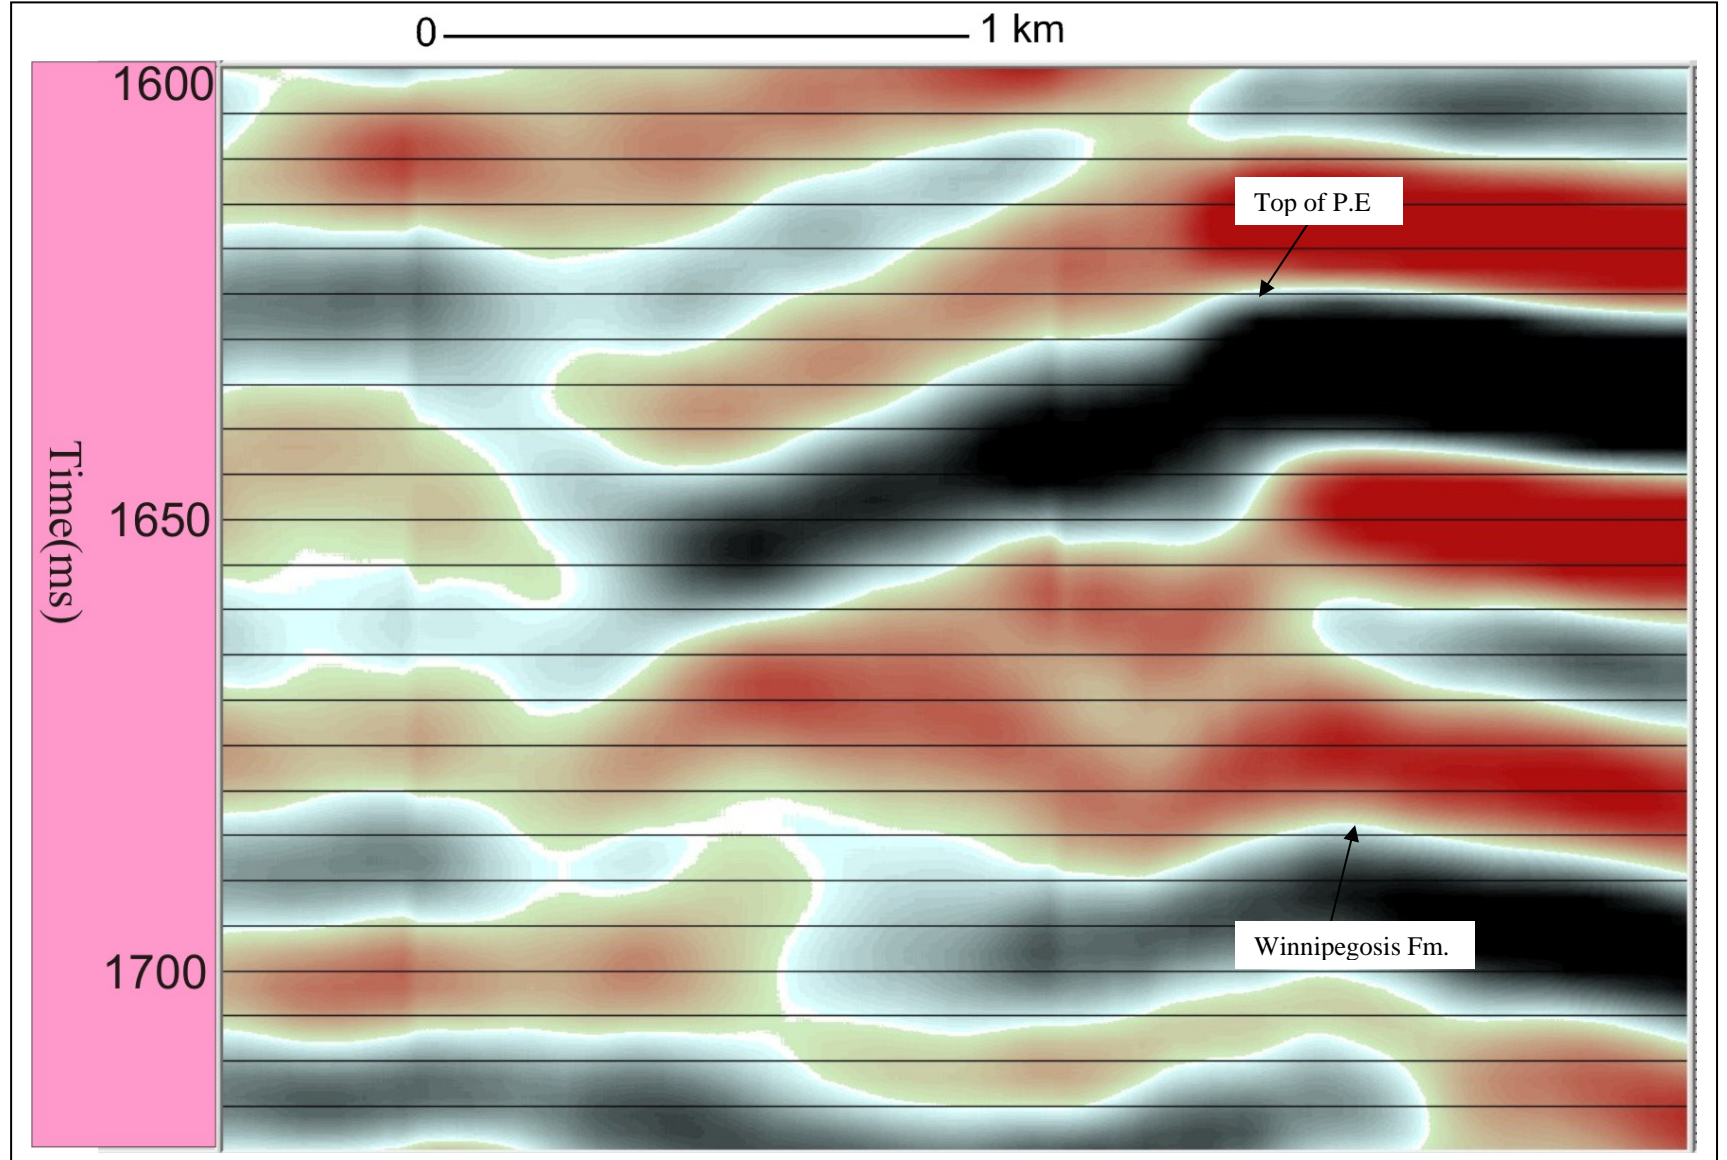 0 1 km
1600
Top of P.E
Time(ms)
1650
Winnipegosis Fm.
1700